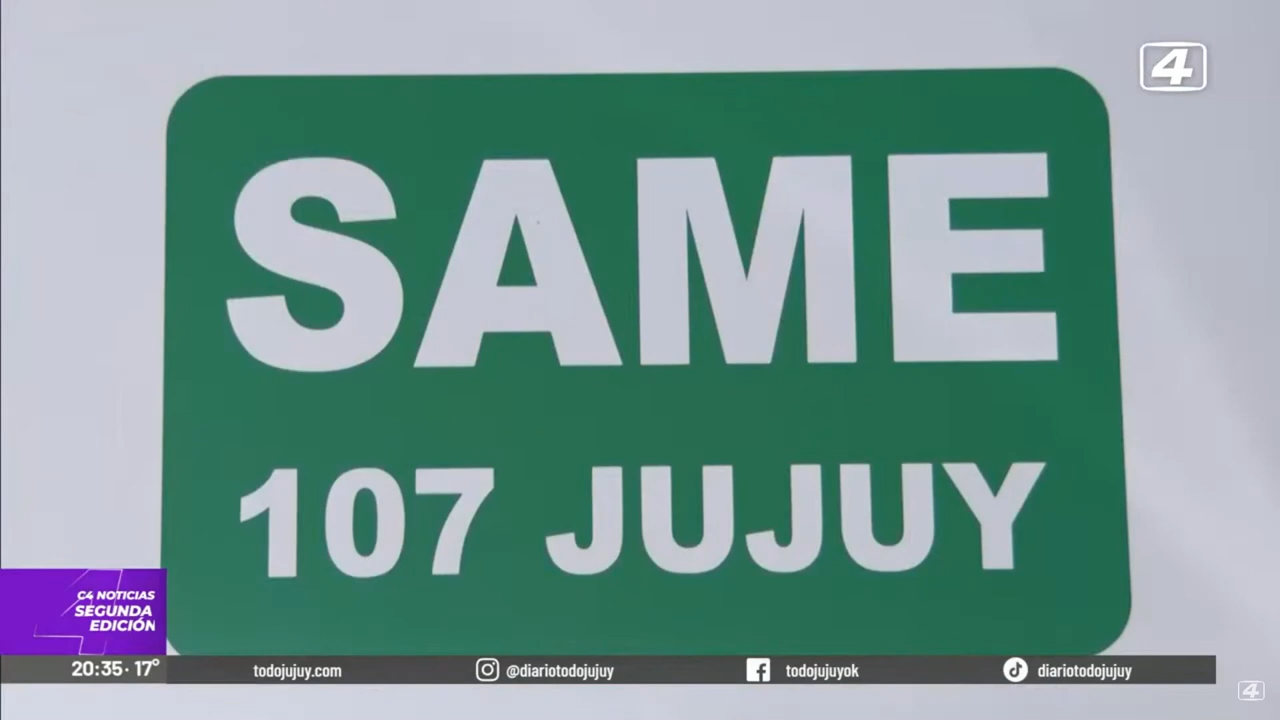 4
SAME
107 JUJUY
C4 NOTICIAS
SEGUNDA
EDICIÓN
20:35 · 17°
todojujuy.com
@diariotodojujuy
todojujuyok
diariotodojujuy
4